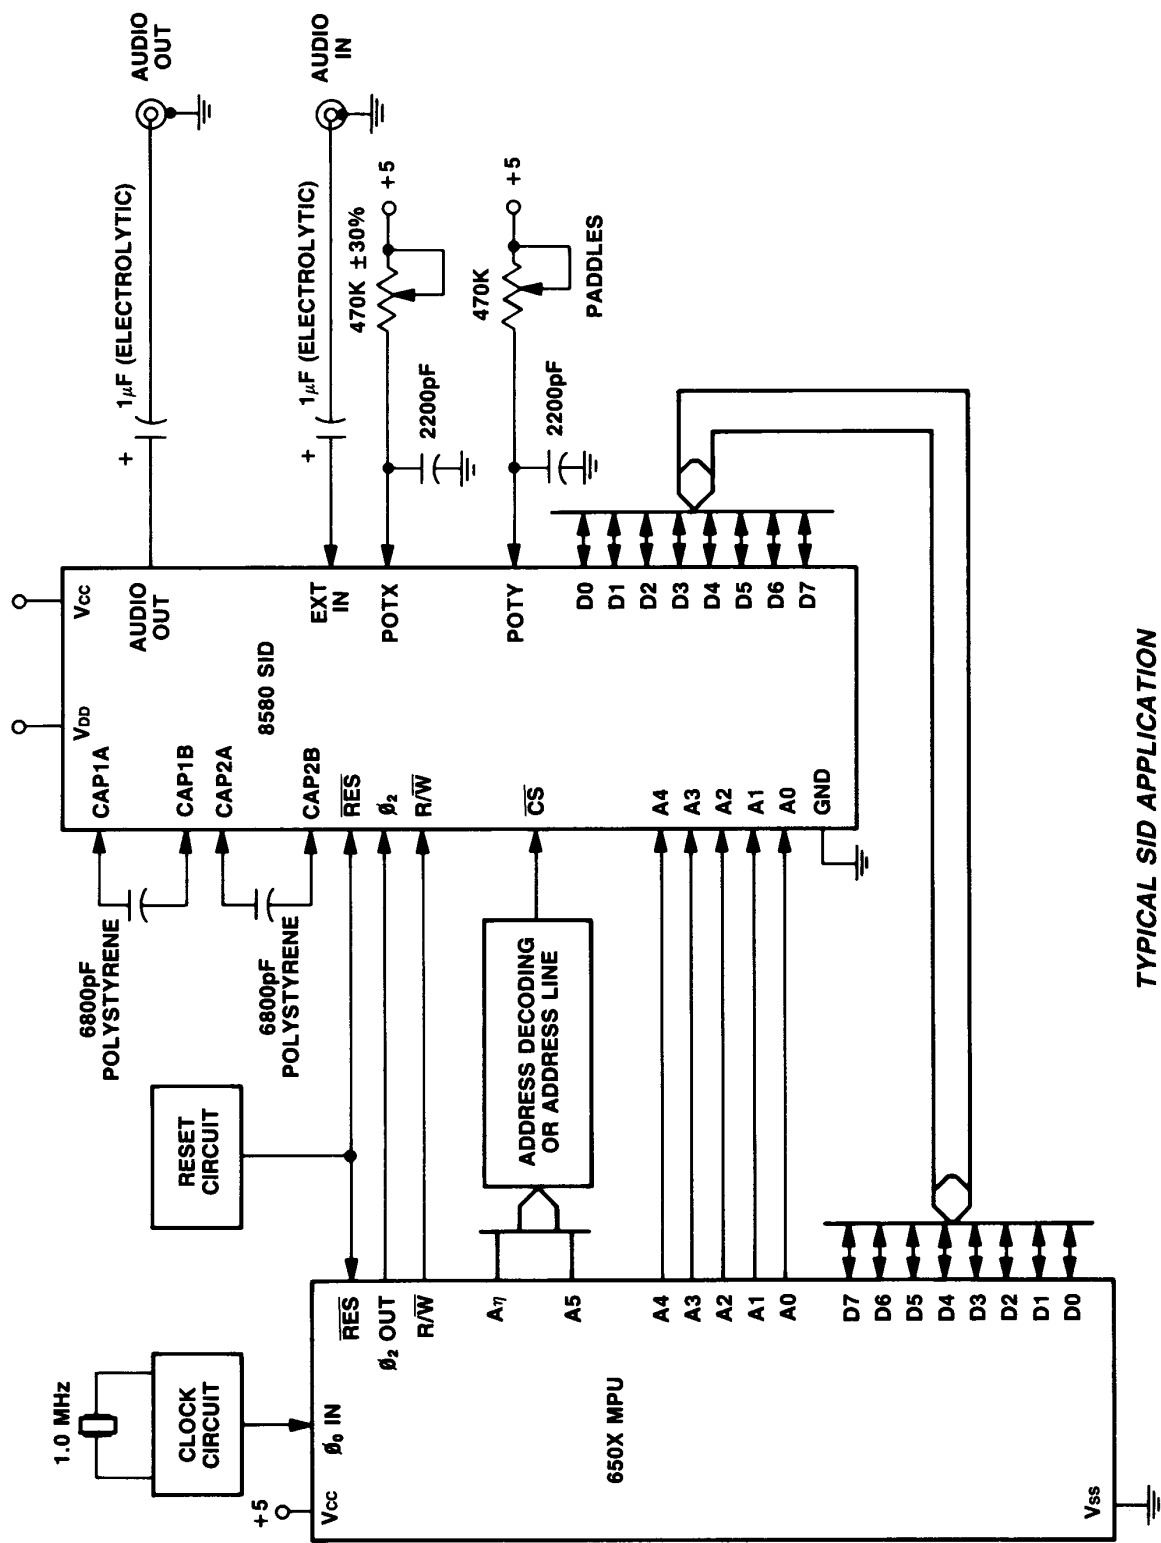 1.0 MHz
CLOCK
CIRCUIT
+5
Vcc
ø₀ IN
650X MPU
Vss
RES
ø₂ OUT
R/W
Aη
A5
A4
A3
A2
A1
A0
D7
D6
D5
D4
D3
D2
D1
D0
RESET
CIRCUIT
ADDRESS DECODING
OR ADDRESS LINE
6800pF
POLYSTYRENE
6800pF
POLYSTYRENE
CAP1A
CAP1B
CAP2A
CAP2B
RES
ø₂
R/W
CS
A4
A3
A2
A1
A0
GND
VDD
Vcc
8580 SID
AUDIO
OUT
EXT
IN
POTX
POTY
D0
D1
D2
D3
D4
D5
D6
D7
+
1µF (ELECTROLYTIC)
AUDIO
OUT
+
1µF (ELECTROLYTIC)
AUDIO
IN
2200pF
470K ±30%
+5
2200pF
470K
+5
PADDLES
TYPICAL SID APPLICATION